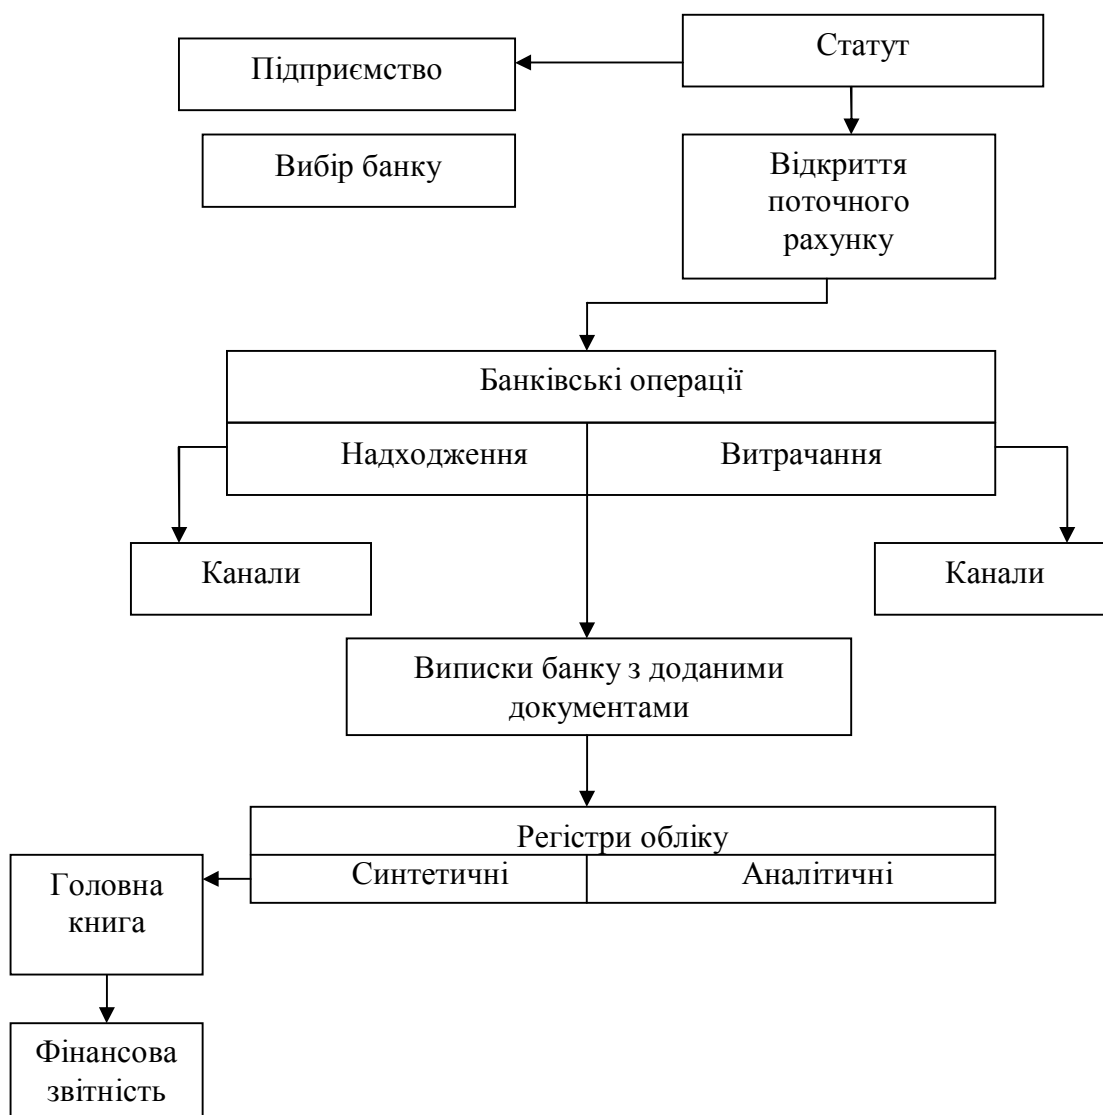 Статут
Підприємство
Вибір банку
Відкриття
поточного
рахунку
Банківські операції
Надходження
Витрачання
Канали
Канали
Виписки банку з доданими
документами
Регістри обліку
Синтетичні
Аналітичні
Головна
книга
Фінансова
звітність